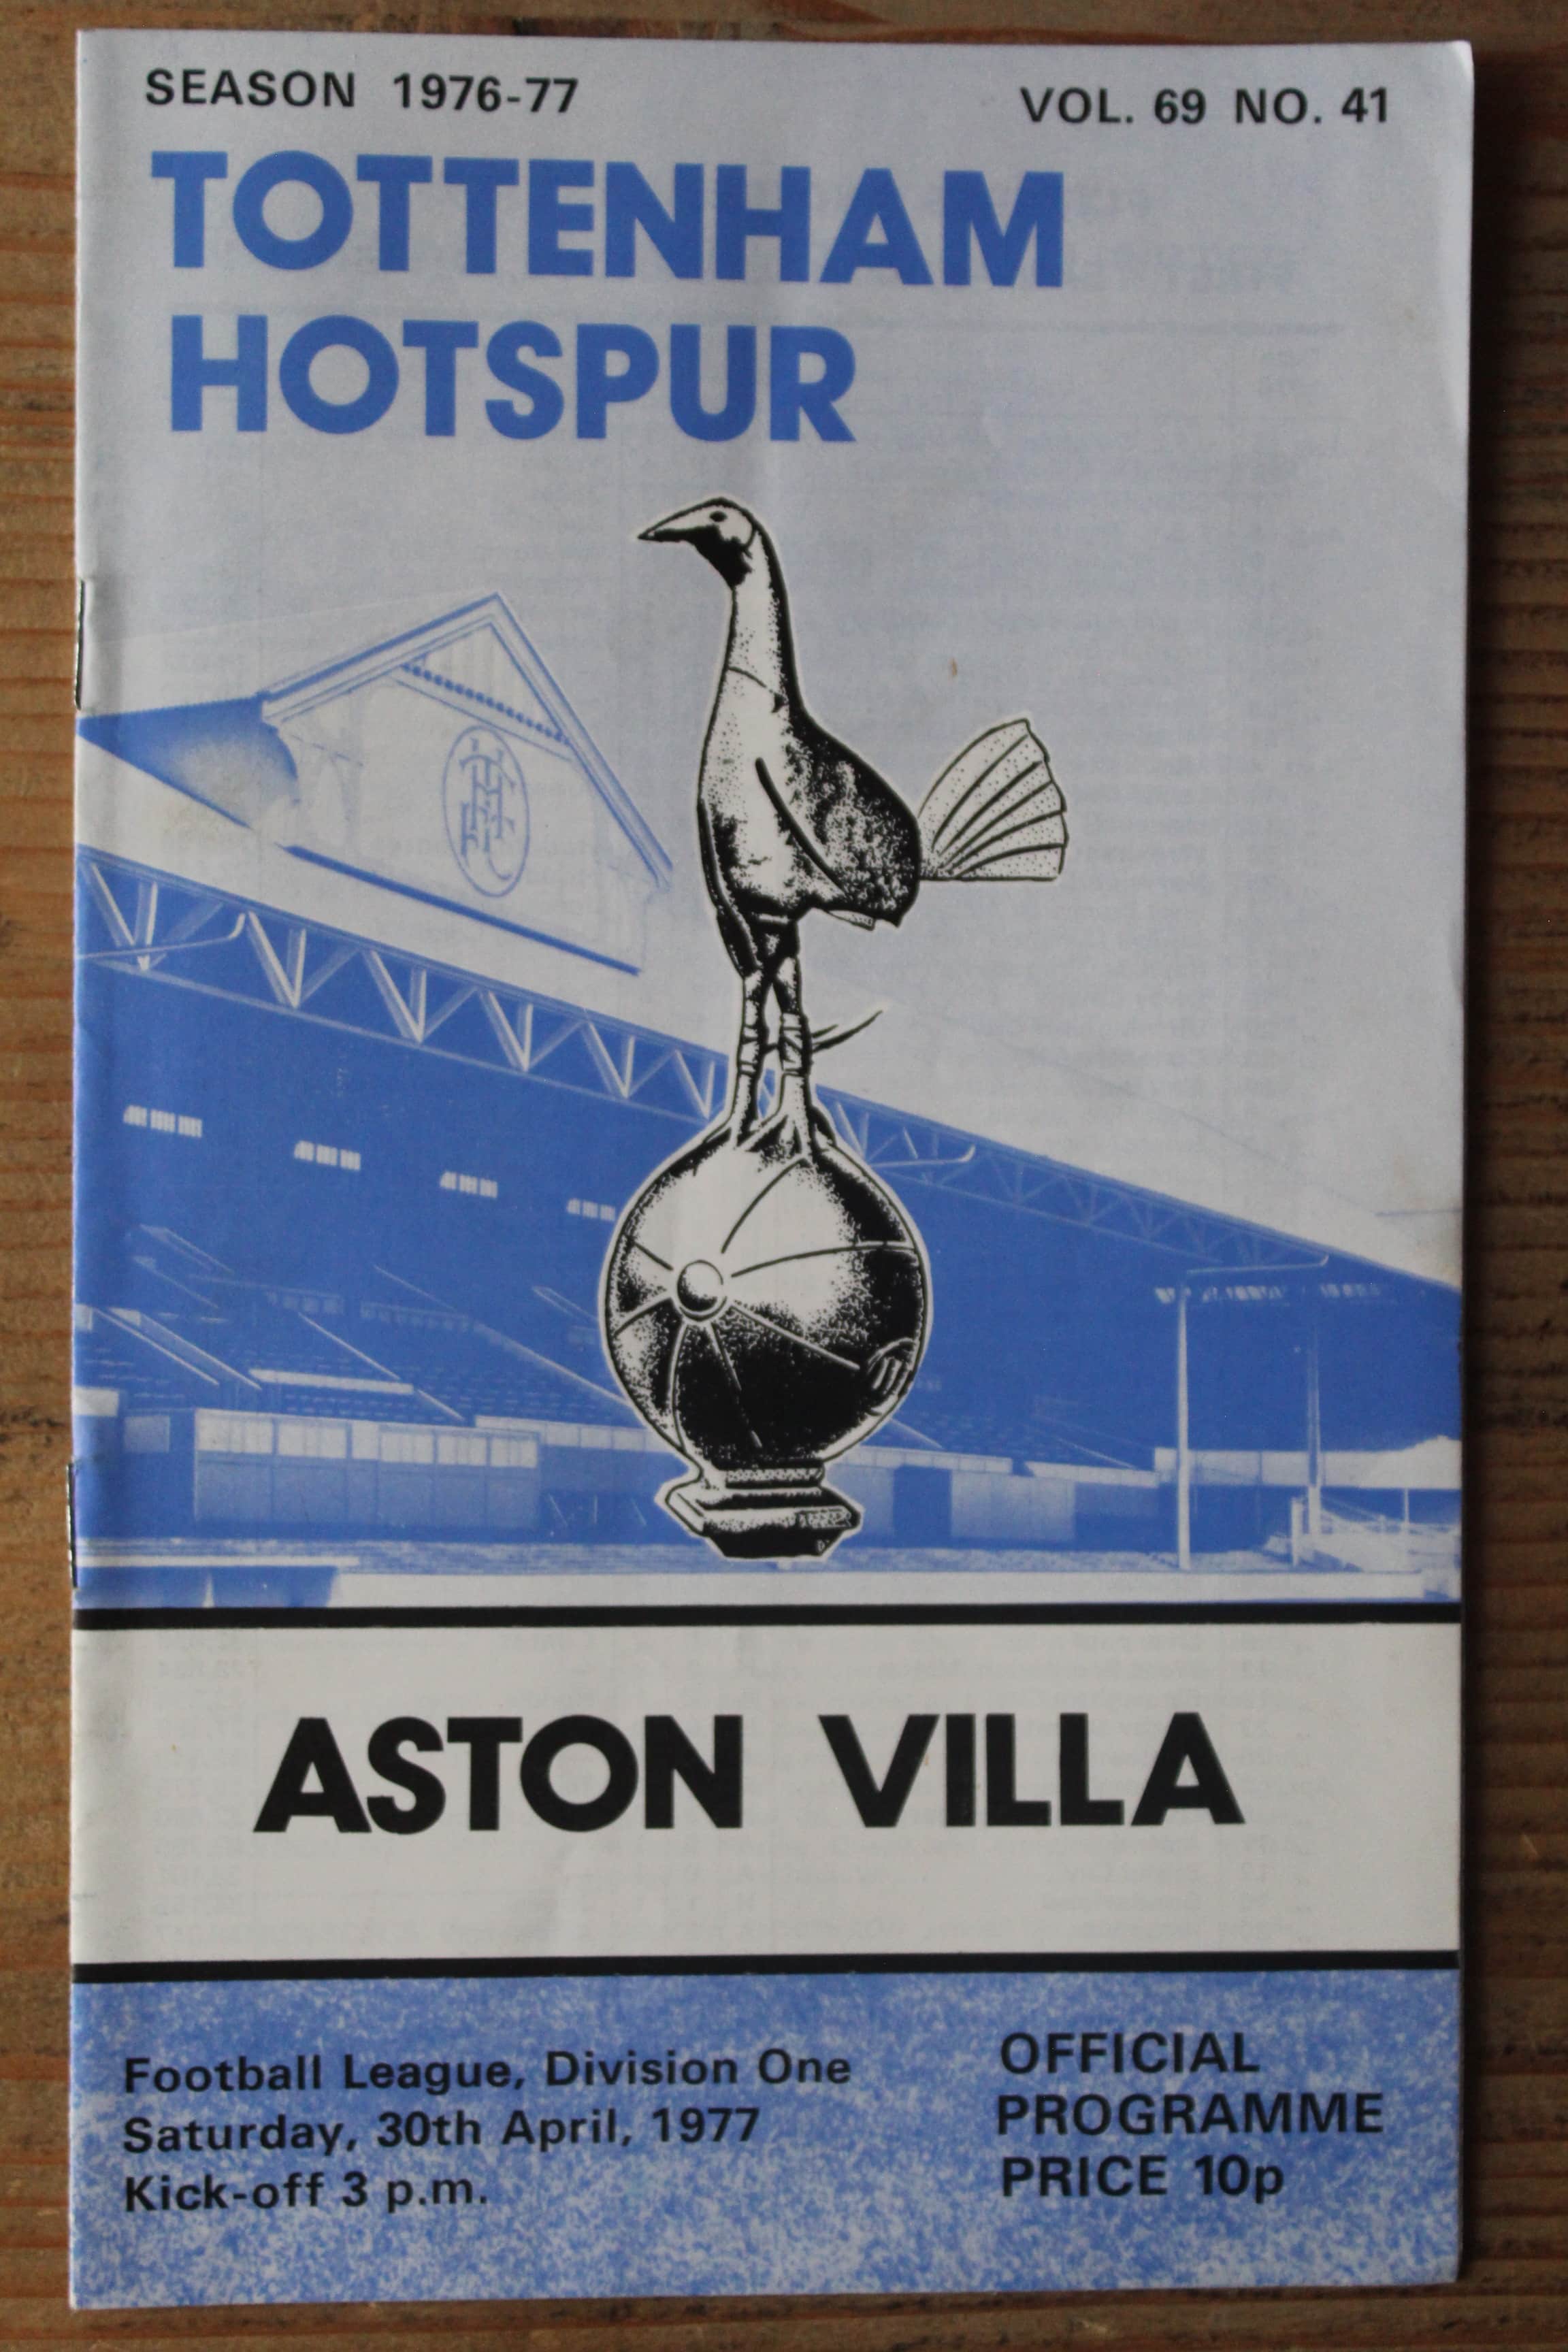 SEASON 1976-77
VOL. 69 NO. 41
TOTTENHAM
HOTSPUR
ASTON VILLA
Football League, Division One
Saturday, 30th April, 1977
Kick-off 3 p.m.
OFFICIAL
PROGRAMME
PRICE 10p